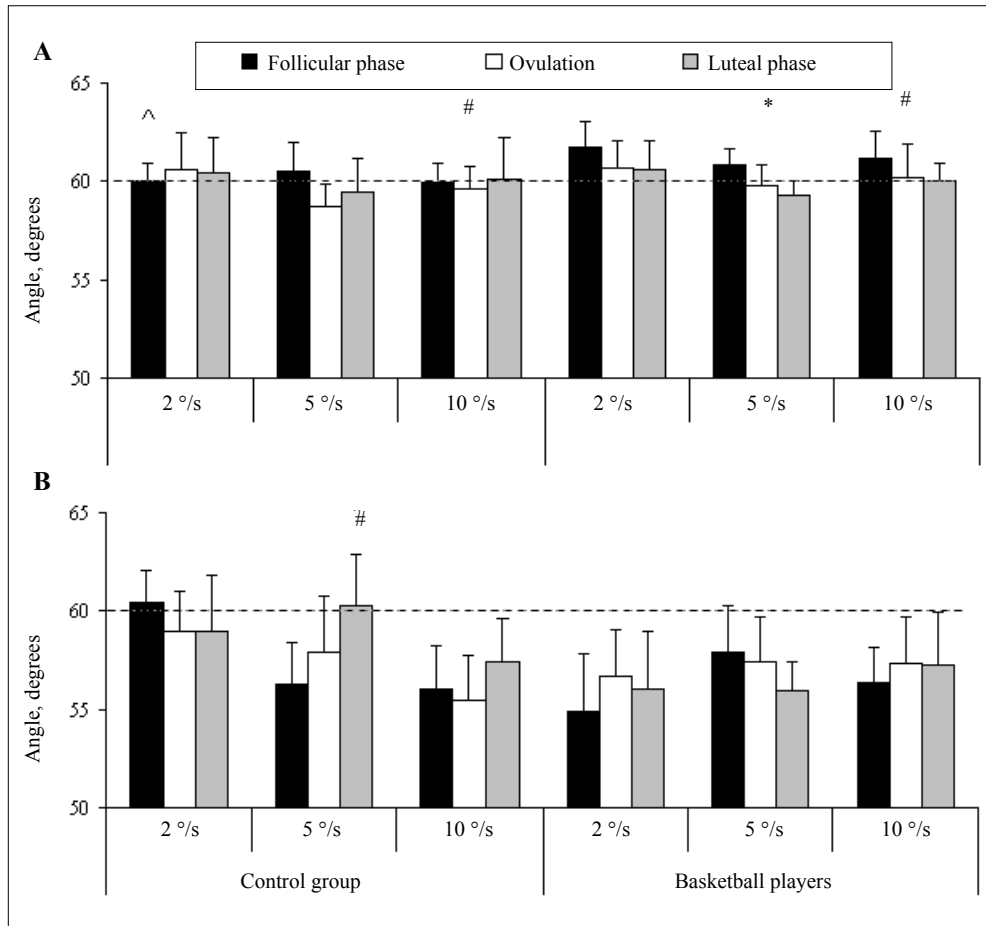 A
Follicular phase Ovulation Luteal phase
65
^ # * #
60
55
50
Angle, degrees
2 °/s 5 °/s 10 °/s 2 °/s 5 °/s 10 °/s
B
65
#
60
55
50
Angle, degrees
2 °/s 5 °/s 10 °/s 2 °/s 5 °/s 10 °/s
Control group Basketball players